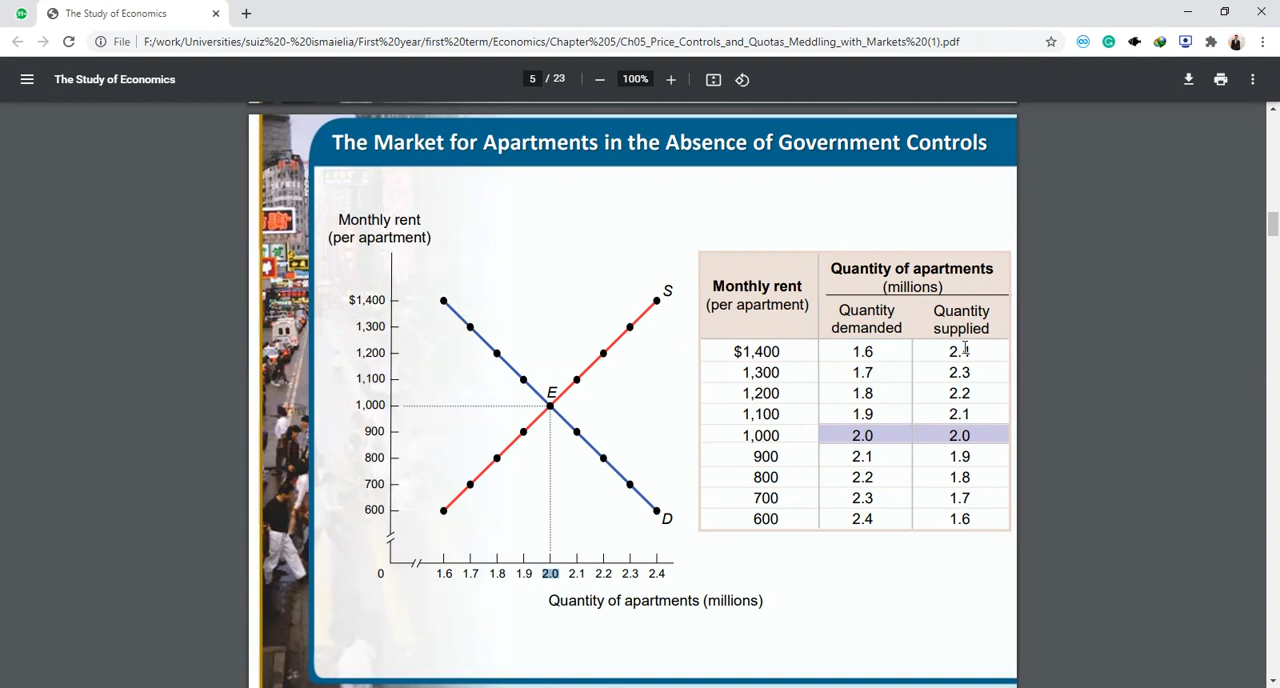 The Study of Economics
File F:/work/Universities/suiz%20-%20ismaielia/First%20year/first%20term/Economics/Chapter%205/Ch05_Price_Controls_and_Quotas_Meddling_with_Markets%20(1).pdf
The Study of Economics
5 / 23
100%
The Market for Apartments in the Absence of Government Controls
Monthly rent
(per apartment)
$1,400
1,300
1,200
1,100
1,000
900
800
700
600
0
S
E
D
1.6 1.7 1.8 1.9 2.0 2.1 2.2 2.3 2.4
Quantity of apartments (millions)
Monthly rent
(per apartment)
Quantity of apartments
(millions)
Quantity
demanded
Quantity
supplied
$1,400 1.6 2.4
1,300 1.7 2.3
1,200 1.8 2.2
1,100 1.9 2.1
1,000 2.0 2.0
900 2.1 1.9
800 2.2 1.8
700 2.3 1.7
600 2.4 1.6